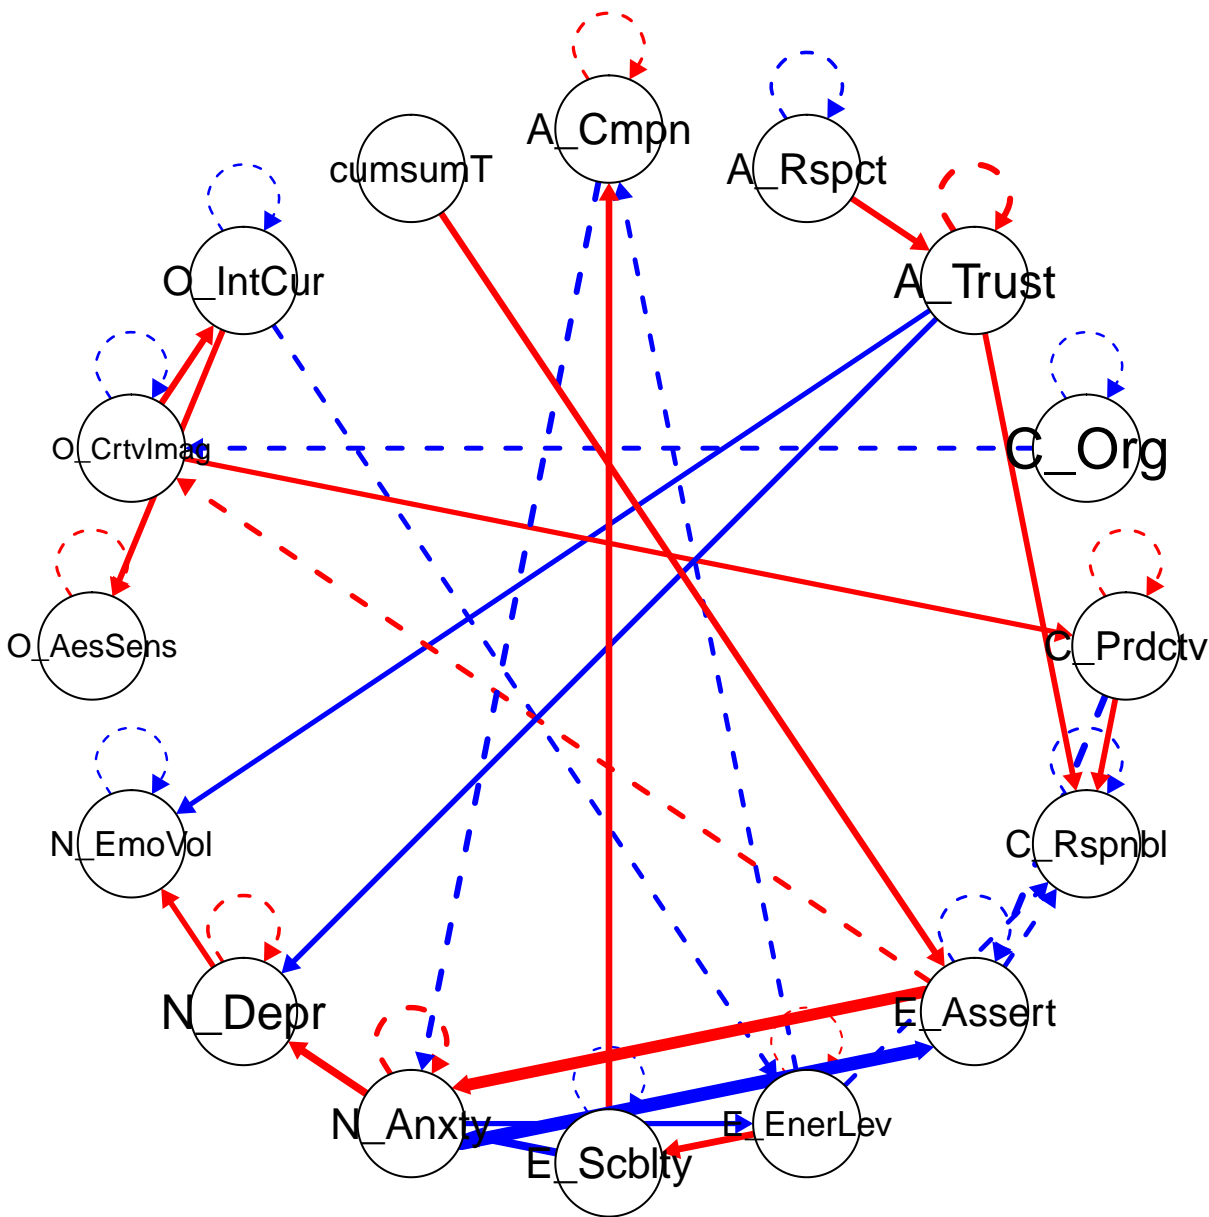 A_Cmpn
cumsumT
A_Rspct
O_IntCur
A_Trust
O_CrtvImag
C_Org
O_AesSens
C_Prdctv
N_EmoVol
C_Rspnbl
N_Depr
E_Assert
N_Anxty
E_EnerLev
E_Scblty